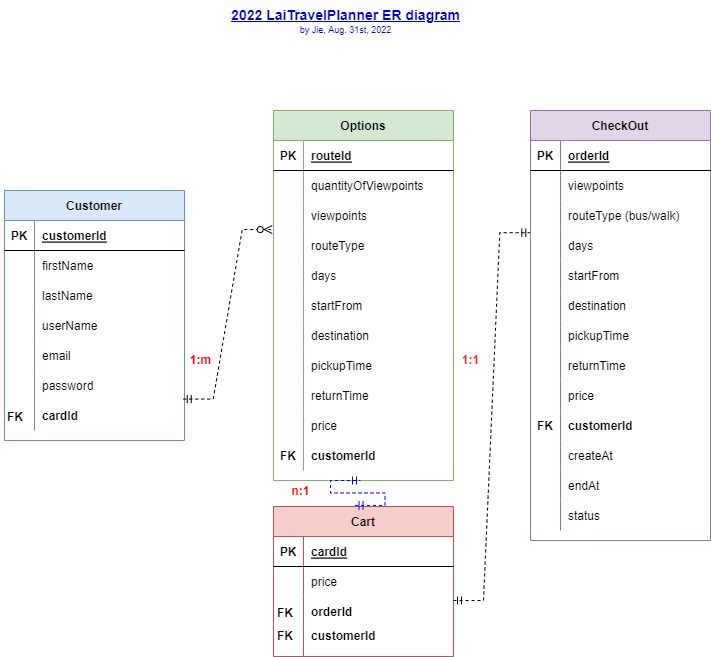 2022 LaiTravelPlanner ER diagram
by Jie, Aug. 31st, 2022
Customer
PK customerId
firstName
lastName
userName
email
password
FK cardId
1:m
Options
PK routeId
quantityOfViewpoints
viewpoints
routeType
days
startFrom
destination
pickupTime
returnTime
price
FK customerId
n:1
Cart
PK cardId
price
FK orderId
FK customerId
1:1
CheckOut
PK orderId
viewpoints
routeType (bus/walk)
days
startFrom
destination
pickupTime
returnTime
price
FK customerId
createAt
endAt
status